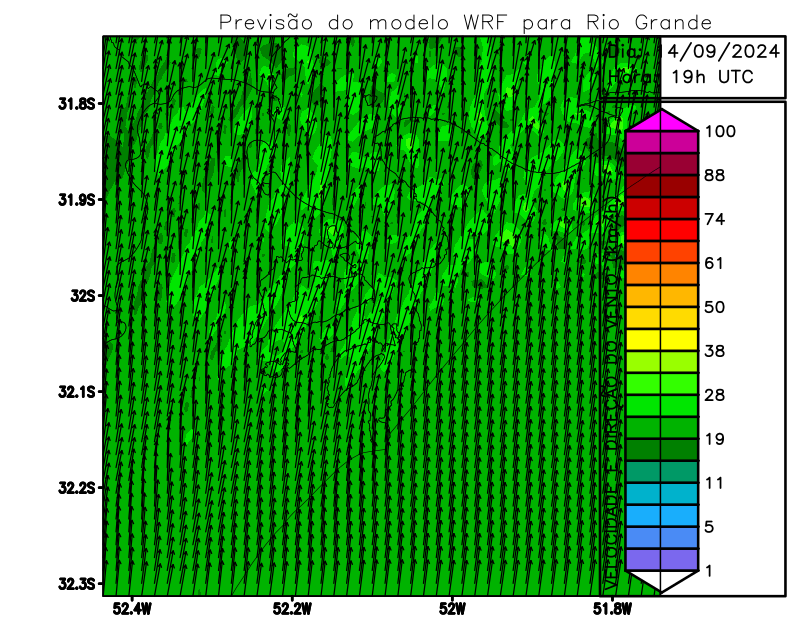 Previsão do modelo WRF para Rio Grande
Dia: 4/09/2024
Hora: 19h UTC
31.8S
31.9S
32S
32.1S
32.2S
32.3S
52.4W
52.2W
52W
51.8W
VELOCIDADE E DIREÇÃO DO VENTO (Km/h)
100
88
74
61
50
38
28
19
11
5
1